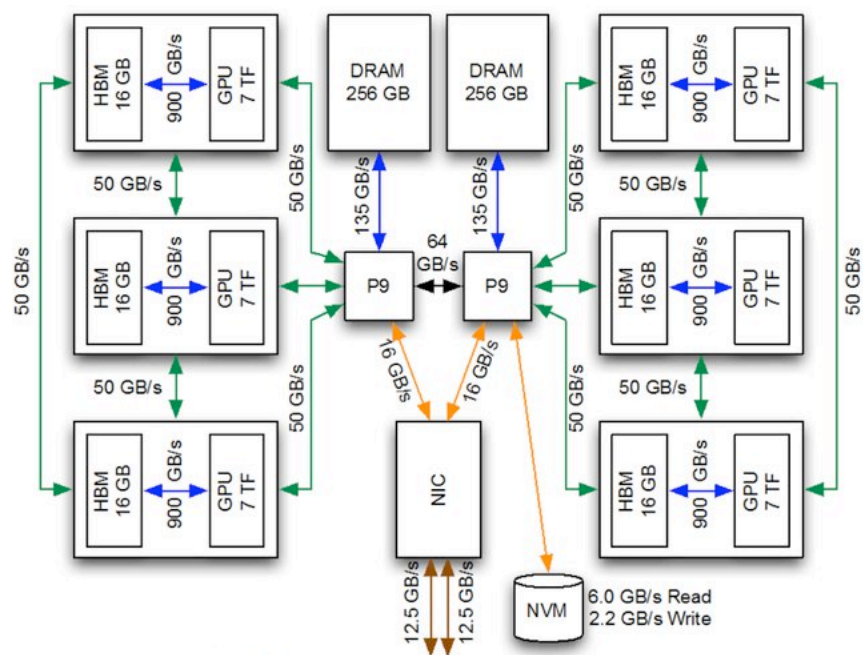 HBM
16 GB
900 GB/s
GPU
7 TF
50 GB/s
HBM
16 GB
900 GB/s
GPU
7 TF
50 GB/s
HBM
16 GB
900 GB/s
GPU
7 TF
50 GB/s
50 GB/s
50 GB/s
DRAM
256 GB
DRAM
256 GB
135 GB/s
135 GB/s
P9
64
GB/s
P9
16 GB/s
16 GB/s
NIC
12.5 GB/s
12.5 GB/s
NVM
6.0 GB/s Read
2.2 GB/s Write
50 GB/s
50 GB/s
HBM
16 GB
900 GB/s
GPU
7 TF
50 GB/s
HBM
16 GB
900 GB/s
GPU
7 TF
50 GB/s
HBM
16 GB
900 GB/s
GPU
7 TF
50 GB/s